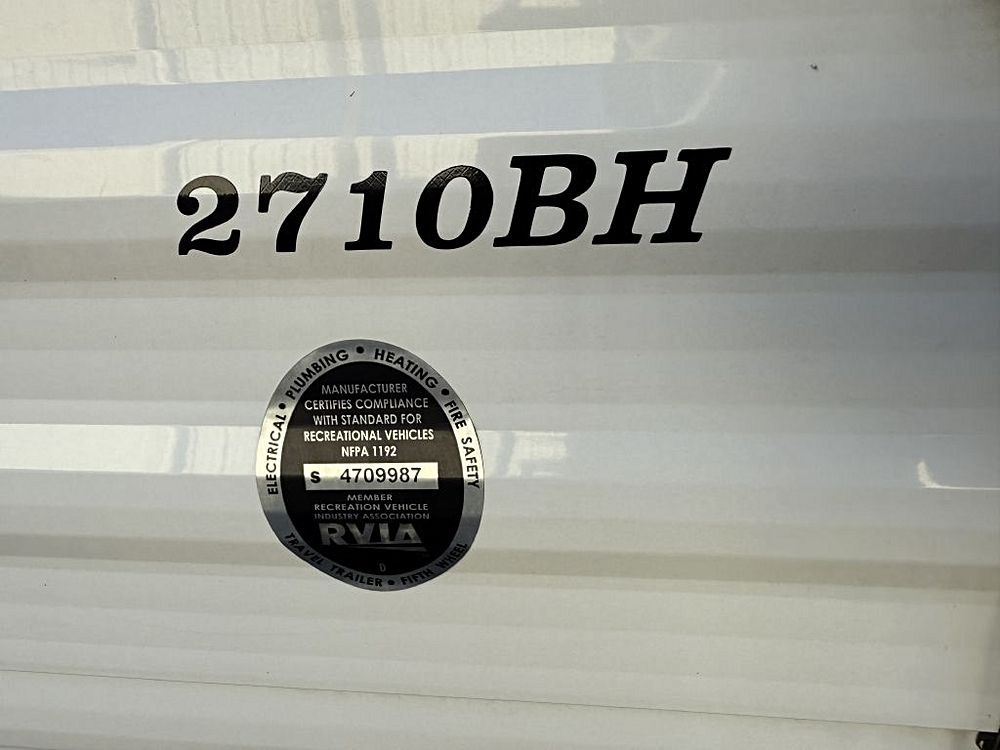 2710BH
ELECTRICAL • PLUMBING • HEATING • FIRE SAFETY
MANUFACTURER
CERTIFIES COMPLIANCE
WITH STANDARD FOR
RECREATIONAL VEHICLES
NFPA 1192
S 4709987
MEMBER
RECREATION VEHICLE
INDUSTRY ASSOCIATION
RVIA
D
TRAVEL TRAILER • FIFTH WHEEL